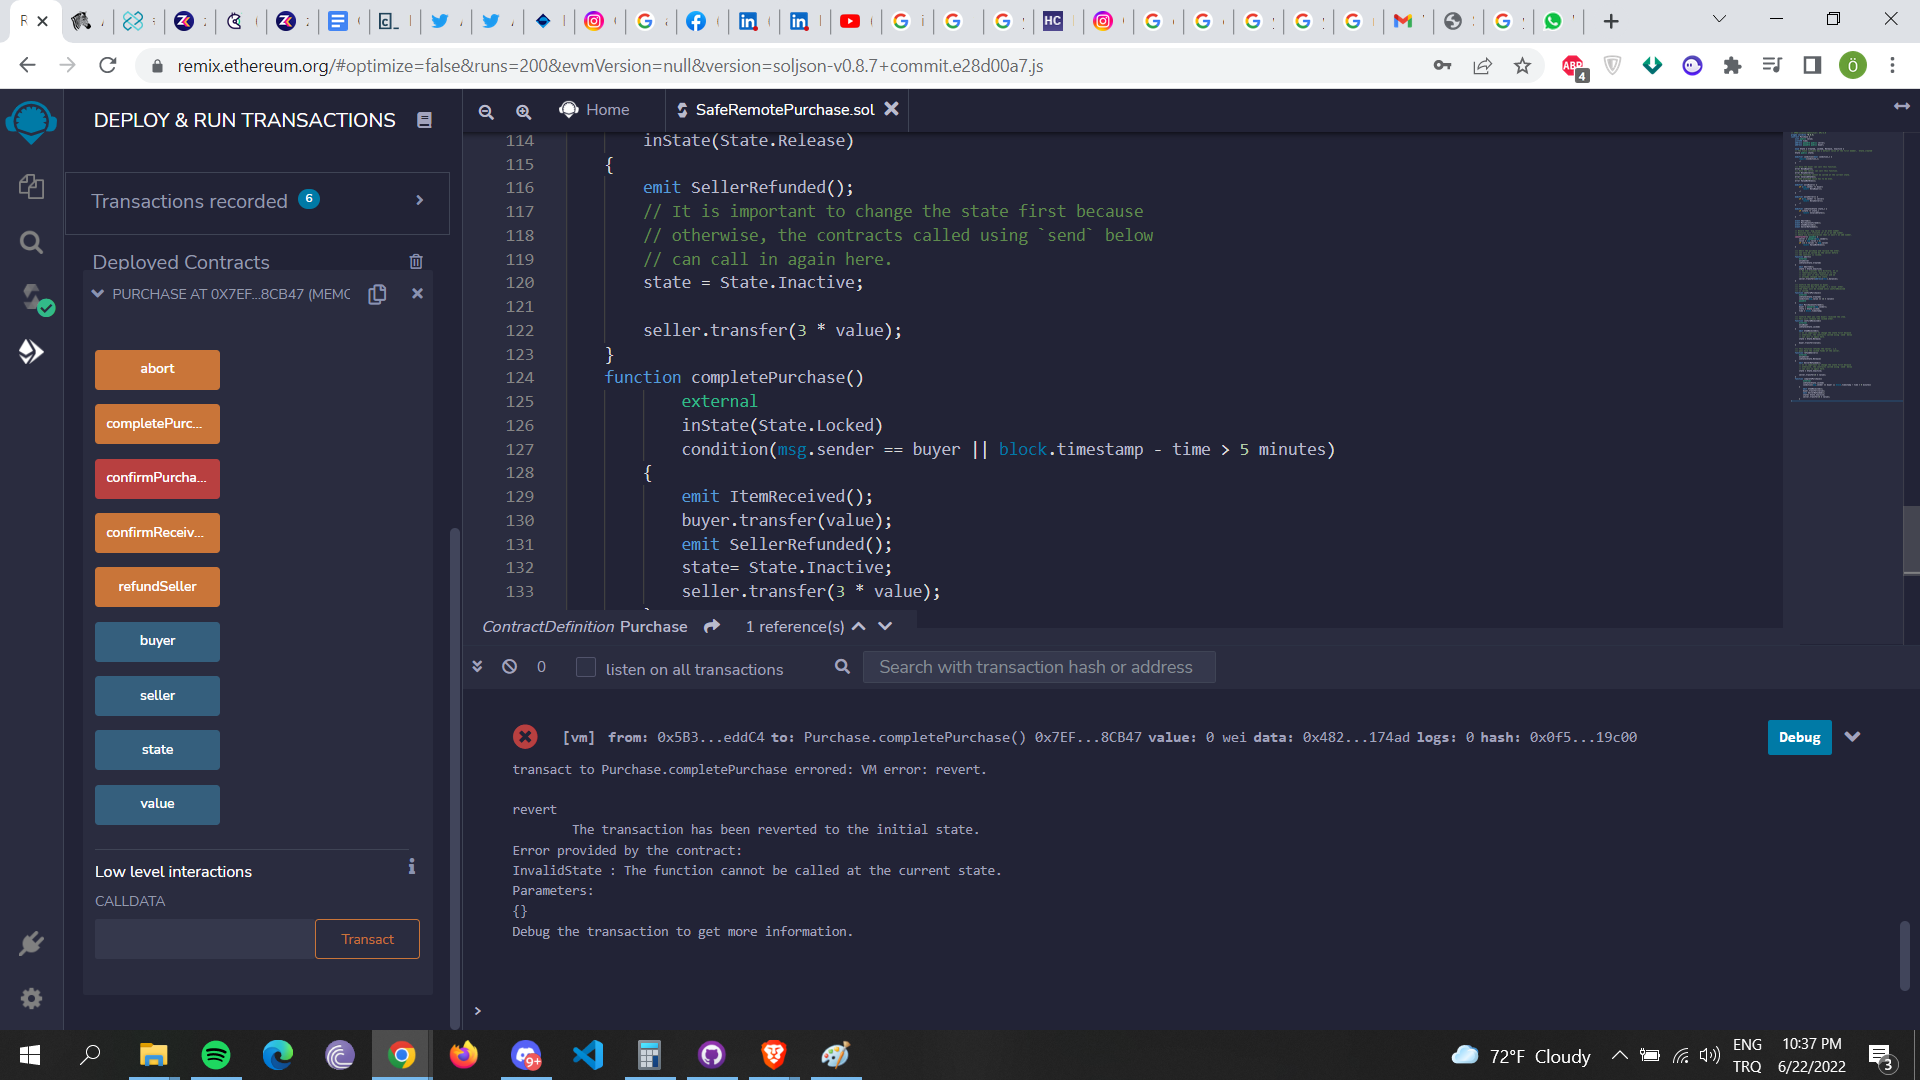 remix.ethereum.org/#optimize=false&runs=200&evmVersion=null&version=soljson-v0.8.7+commit.e28d00a7.js
ABP
4
Ö
DEPLOY & RUN TRANSACTIONS
Transactions recorded 6
Deployed Contracts
PURCHASE AT 0X7EF...8CB47 (MEMO
abort
completePurc...
confirmPurcha...
confirmReceiv...
refundSeller
buyer
seller
state
value
Low level interactions
CALLDATA
Transact
Home
SafeRemotePurchase.sol
114 inState(State.Release)
115 {
116 emit SellerRefunded();
117 // It is important to change the state first because
118 // otherwise, the contracts called using `send` below
119 // can call in again here.
120 state = State.Inactive;
121
122 seller.transfer(3 * value);
123 }
124 function completePurchase()
125 external
126 inState(State.Locked)
127 condition(msg.sender == buyer || block.timestamp - time > 5 minutes)
128 {
129 emit ItemReceived();
130 buyer.transfer(value);
131 emit SellerRefunded();
132 state= State.Inactive;
133 seller.transfer(3 * value);
ContractDefinition Purchase 1 reference(s)
0 listen on all transactions Search with transaction hash or address
[vm] from: 0x5B3...eddC4 to: Purchase.completePurchase() 0x7EF...8CB47 value: 0 wei data: 0x482...174ad logs: 0 hash: 0x0f5...19c00
Debug
transact to Purchase.completePurchase errored: VM error: revert.
revert
The transaction has been reverted to the initial state.
Error provided by the contract:
InvalidState : The function cannot be called at the current state.
Parameters:
{}
Debug the transaction to get more information.
>
9+
72°F Cloudy
ENG
TRQ
10:37 PM
6/22/2022
3